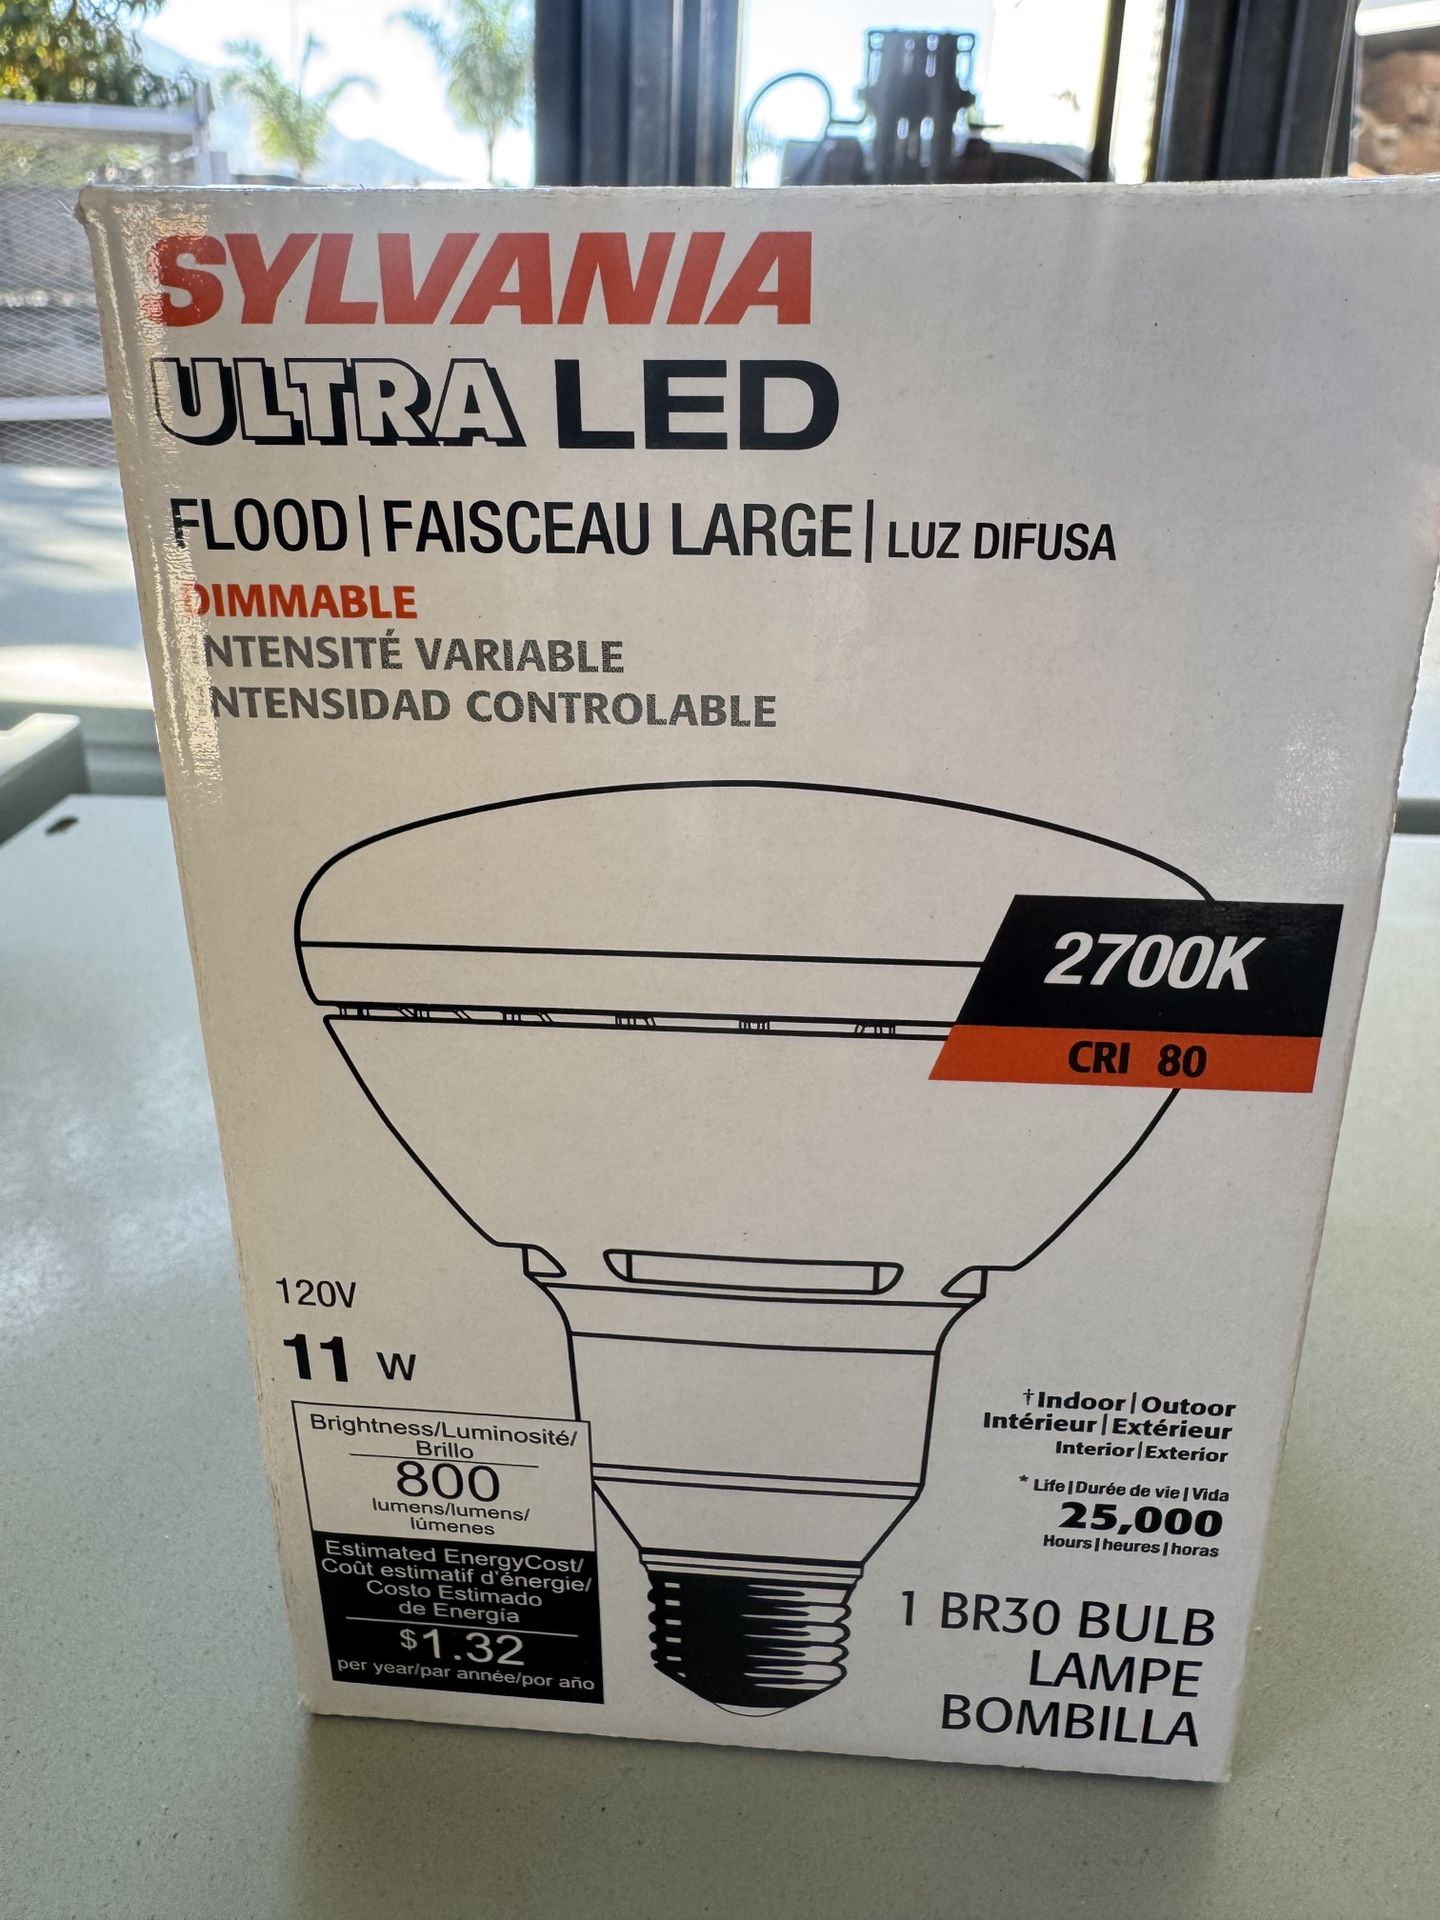 SYLVANIA
ULTRA LED
FLOOD | FAISCEAU LARGE | LUZ DIFUSA
DIMMABLE
INTENSITÉ VARIABLE
INTENSIDAD CONTROLABLE
2700K
CRI 80
120V
11 W
Brightness/Luminosité/
Brillo
800
lumens/lumens/
lúmenes
Estimated EnergyCost/
Coût estimatif d'énergie/
Costo Estimado
de Energia
$1.32
per year/par année/por año
†Indoor | Outoor
Intérieur | Extérieur
Interior | Exterior
* Life | Durée de vie | Vida
25,000
Hours | heures | horas
1 BR30 BULB
LAMPE
BOMBILLA